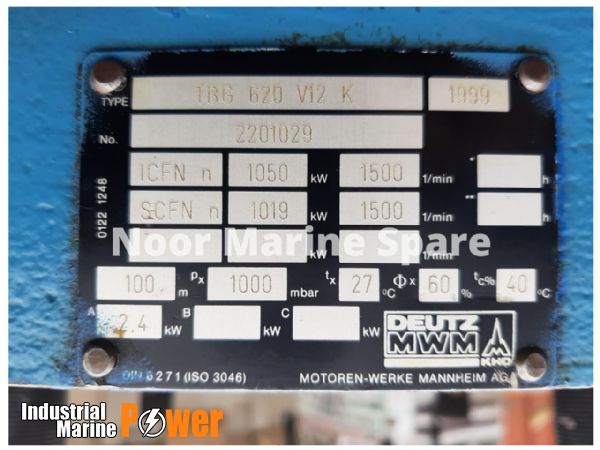 TYPE TBG 620 V12 K 1999
No. 2201029
ICFN n 1050 kW 1500 1/min * h
SCFN n 1019 kW 1500 1/min ** h
kW 1/min
0122 1248
Noor Marine Spare
100 m px 1000 mbar tx 27 °C Φx 60 % tc% 40 °C
A 2.4 kW B kW C kW
DEUTZ
MWM
KHD
DIN 6271 (ISO 3046) MOTOREN-WERKE MANNHEIM AG
Industrial
Marine Power